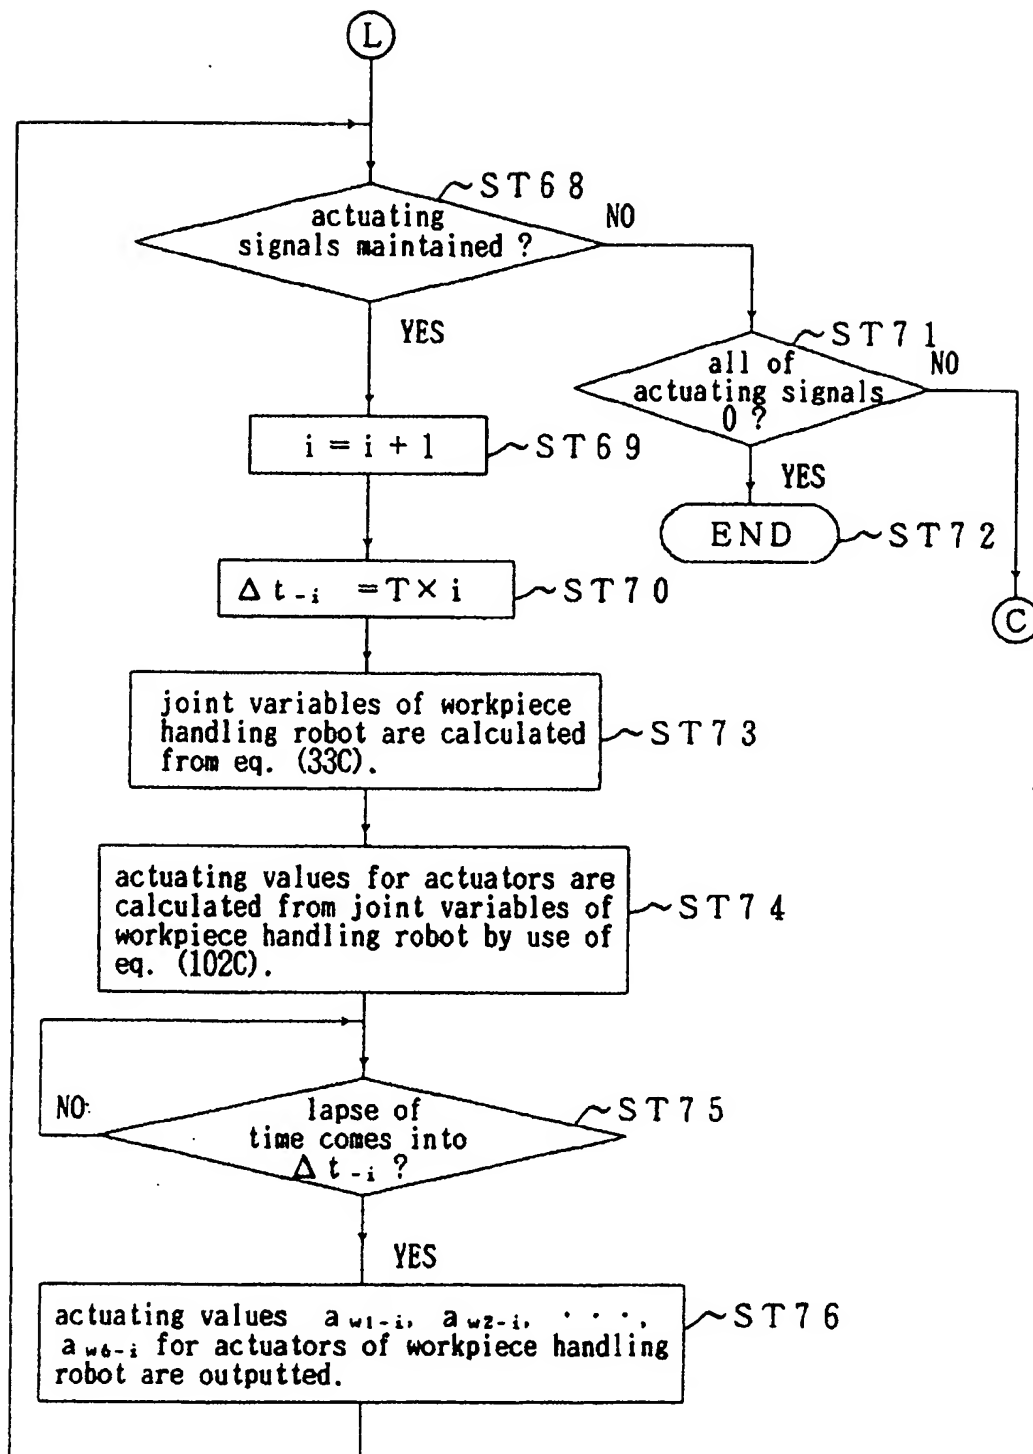 L
ST68
actuating
signals maintained ?
NO
YES
ST71
all of
actuating signals
0 ?
NO
YES
i = i + 1
ST69
END
ST72
Δ t₋ᵢ = T × i
ST70
C
joint variables of workpiece
handling robot are calculated
from eq. (33C).
ST73
actuating values for actuators are
calculated from joint variables of
workpiece handling robot by use of
eq. (102C).
ST74
NO
lapse of
time comes into
Δ t₋ᵢ ?
ST75
YES
actuating values a w1-i, a w2-i, · · · ,
a w6-i for actuators of workpiece handling
robot are outputted.
ST76